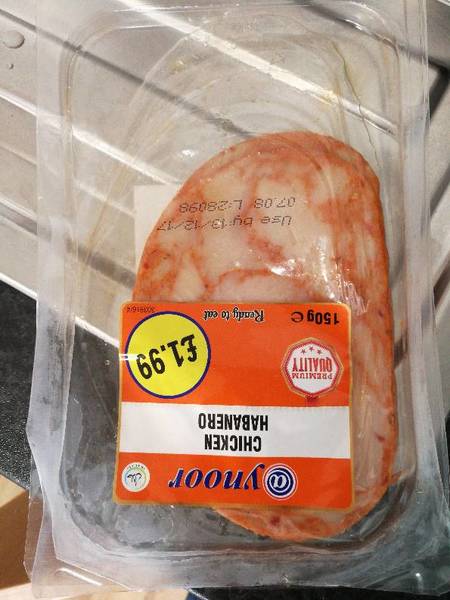 @ynoor
CHICKEN
HABANERO
PREMIUM
QUALITY
£1.99
150g e
Ready to eat
Use by:13/12/17
07.08 L:28098